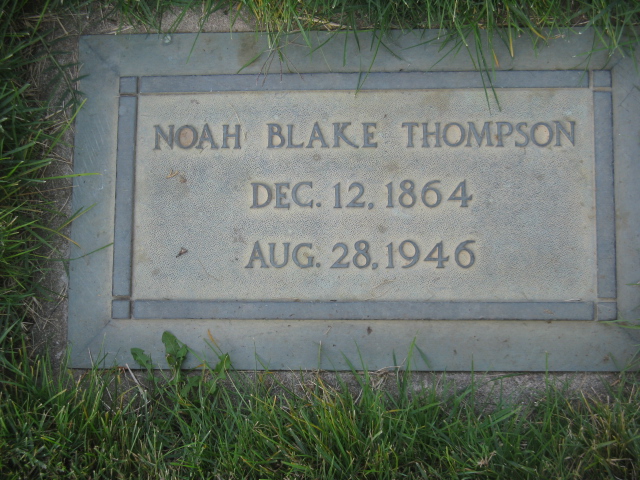 NOAH BLAKE THOMPSON
DEC. 12, 1864
AUG. 28, 1946